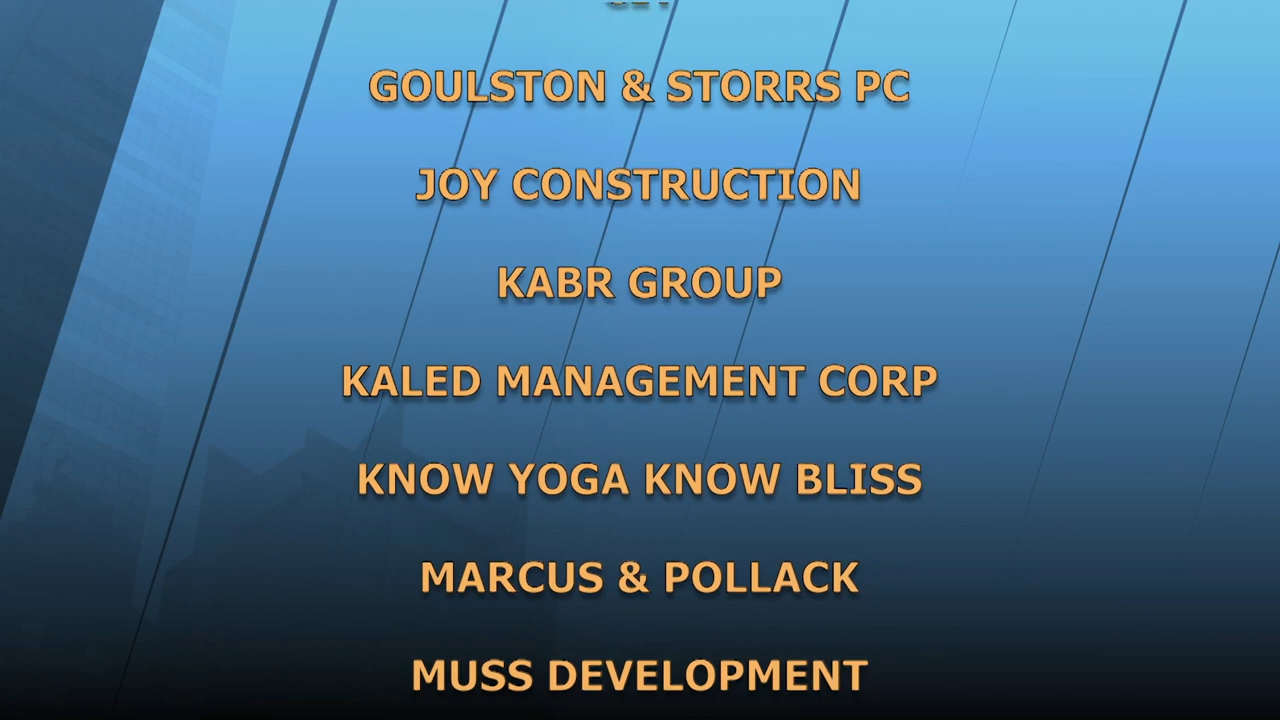 GOULSTON & STORRS PC
JOY CONSTRUCTION
KABR GROUP
KALED MANAGEMENT CORP
KNOW YOGA KNOW BLISS
MARCUS & POLLACK
MUSS DEVELOPMENT